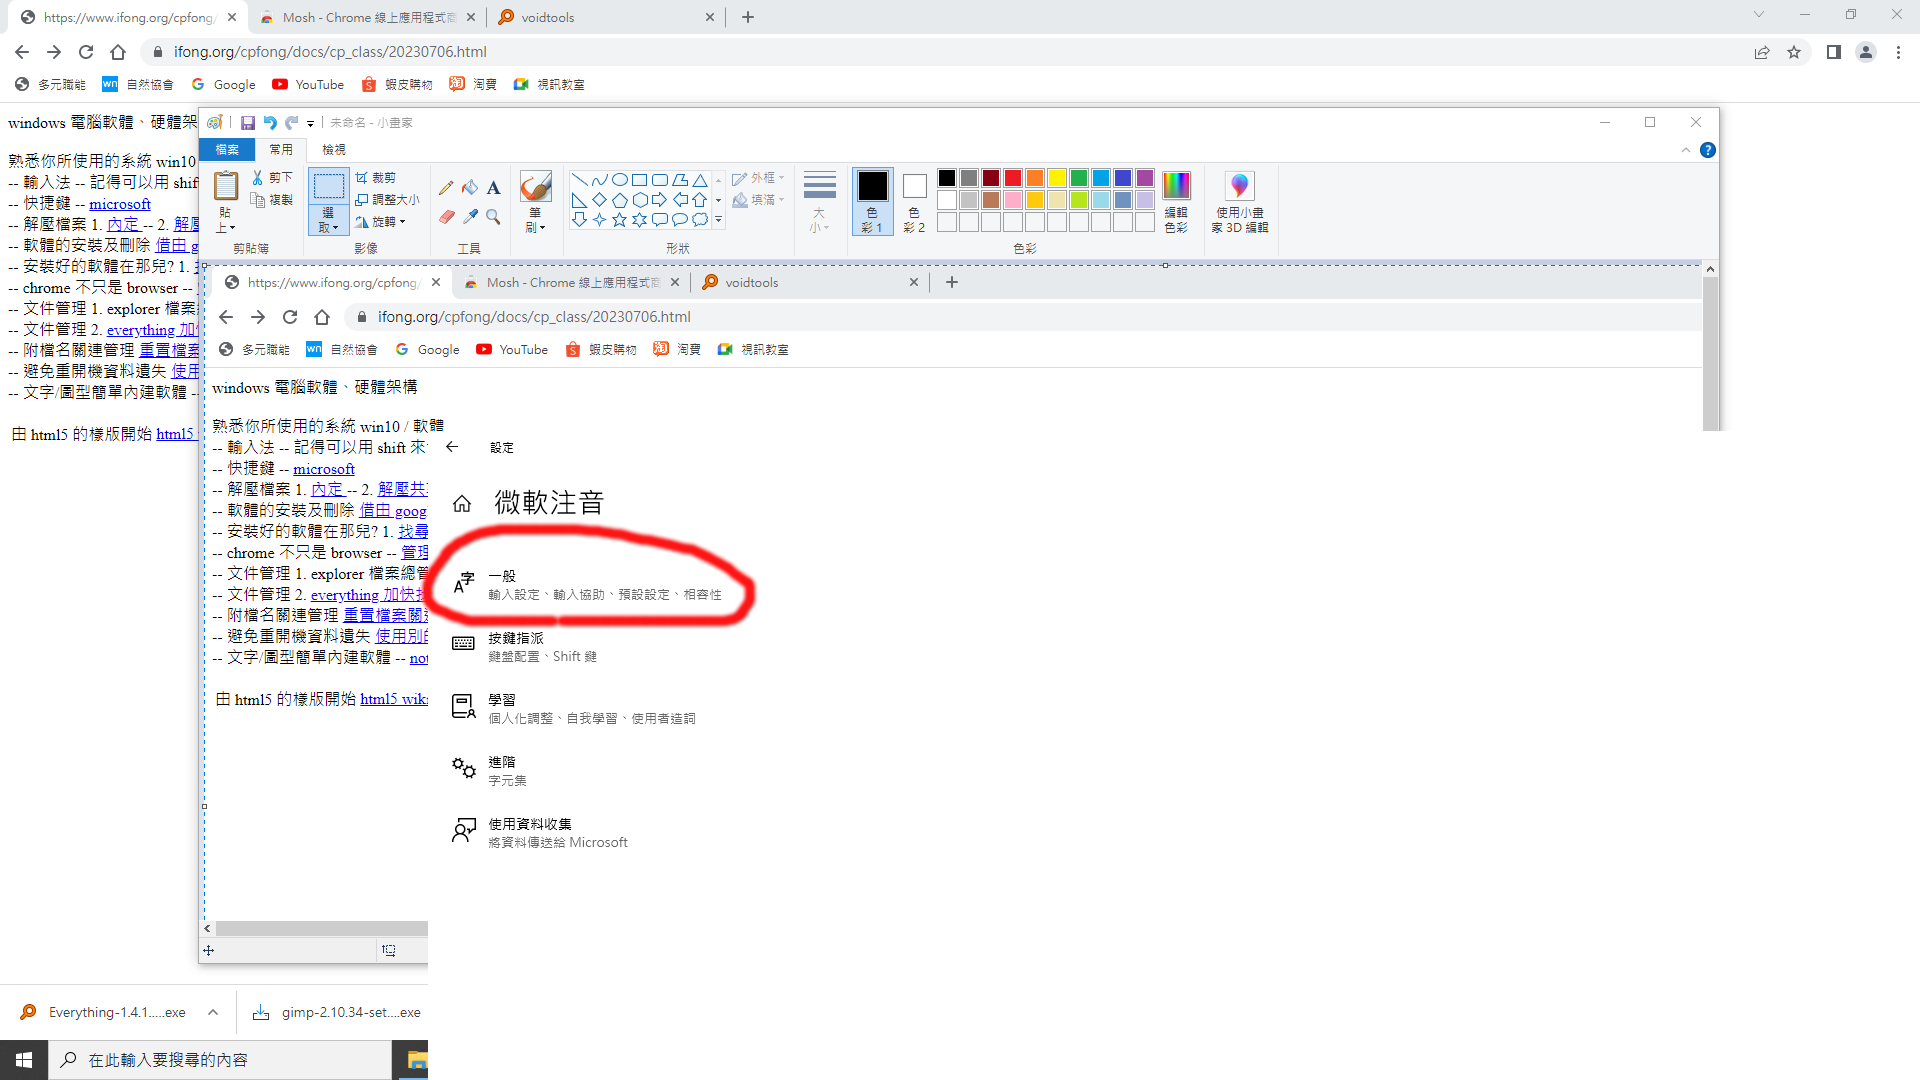 https://www.ifong.org/cpfong/
Mosh - Chrome 線上應用程式商
voidtools
ifong.org/cpfong/docs/cp_class/20230706.html
多元職能 自然協會 Google YouTube 蝦皮購物 淘寶 視訊教室
windows 電腦軟體、硬體架
熟悉你所使用的系統 win10
-- 輸入法 -- 記得可以用 shif
-- 快捷鍵 -- microsoft
-- 解壓檔案 1. 內定 -- 2. 解壓
-- 軟體的安裝及刪除 借由 g
-- 安裝好的軟體在那兒? 1.
-- chrome 不只是 browser --
-- 文件管理 1. explorer 檔案
-- 文件管理 2. everything 加快
-- 附檔名關連管理 重置檔案
-- 避免重開機資料遺失 使用
-- 文字/圖型簡單內建軟體 --
由 html5 的樣版開始 html5
未命名 - 小畫家
檔案 常用 檢視
貼上 剪下 複製 剪貼簿
選取 裁剪 調整大小 旋轉 影像
工具
筆刷
外框 填滿 形狀
大小
色彩 1 色彩 2 編輯色彩 色彩
使用小畫家 3D 編輯
https://www.ifong.org/cpfong/
Mosh - Chrome 線上應用程式商
voidtools
ifong.org/cpfong/docs/cp_class/20230706.html
多元職能 自然協會 Google YouTube 蝦皮購物 淘寶 視訊教室
windows 電腦軟體、硬體架構
熟悉你所使用的系統 win10 / 軟體
-- 輸入法 -- 記得可以用 shift 來
-- 快捷鍵 -- microsoft
-- 解壓檔案 1. 內定 -- 2. 解壓共
-- 軟體的安裝及刪除 借由 goog
-- 安裝好的軟體在那兒? 1. 找尋
-- chrome 不只是 browser -- 管理
-- 文件管理 1. explorer 檔案總管
-- 文件管理 2. everything 加快找
-- 附檔名關連管理 重置檔案關
-- 避免重開機資料遺失 使用別的
-- 文字/圖型簡單內建軟體 -- not
由 html5 的樣版開始 html5 wiki
設定
微軟注音
A字 一般
輸入設定、輸入協助、預設設定、相容性
按鍵指派
鍵盤配置、Shift 鍵
學習
個人化調整、自我學習、使用者造詞
進階
字元集
使用資料收集
將資料傳送給 Microsoft
Everything-1.4.1.....exe
gimp-2.10.34-set....exe
在此輸入要搜尋的內容